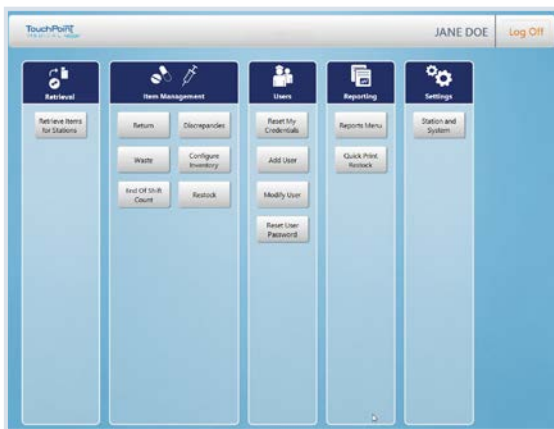 TouchPoint
MEDICAL
JANE DOE
Log Off
Retrieval
Item Management
Users
Reporting
Settings
Retrieve Items
for Stations
Return
Discrepancies
Waste
Configure
Inventory
End Of Shift
Count
Restock
Reset My
Credentials
Add User
Modify User
Reset User
Password
Reports Menu
Quick Print
Restock
Station and
System